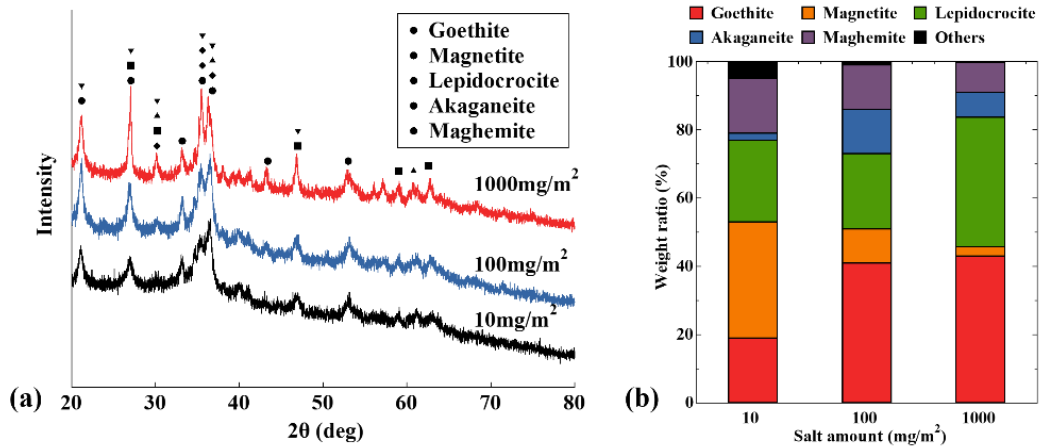 ● Goethite
● Magnetite
● Lepidocrocite
● Akaganeite
● Maghemite
1000mg/m²
100mg/m²
10mg/m²
Intensity
20 30 40 50 60 70 80
2θ (deg)
(a)
Goethite Magnetite Lepidocrocite
Akaganeite Maghemite Others
100
80
60
40
20
0
Weight ratio (%)
10 100 1000
Salt amount (mg/m²)
(b)